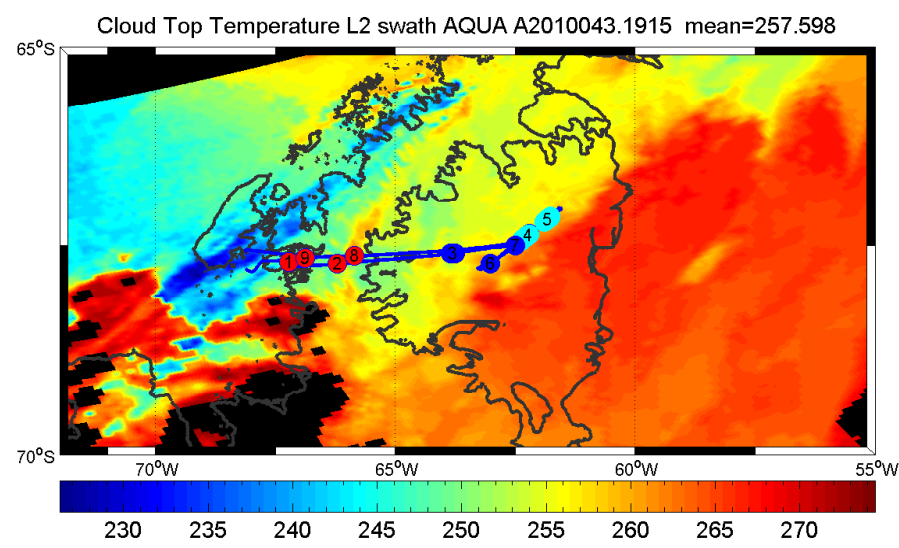 Cloud Top Temperature L2 swath AQUA A2010043.1915 mean=257.598
65°S
5
4
7
1 9 2 8 3 6
70°S
70°W 65°W 60°W 55°W
230 235 240 245 250 255 260 265 270